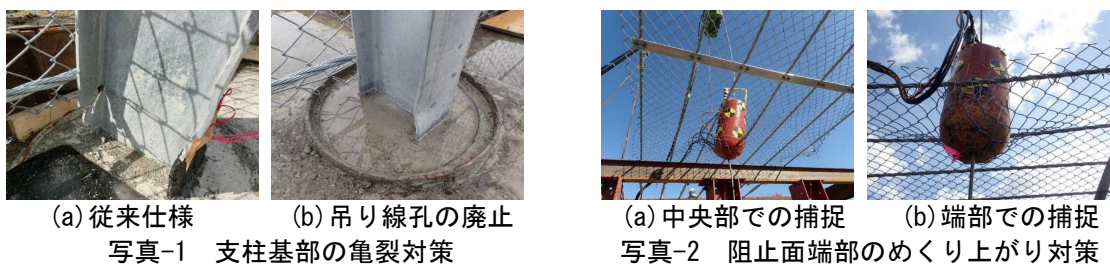 (a)従来仕様
(b)吊り線孔の廃止
写真-1　支柱基部の亀裂対策
(a)中央部での捕捉
(b)端部での捕捉
写真-2　阻止面端部のめくり上がり対策